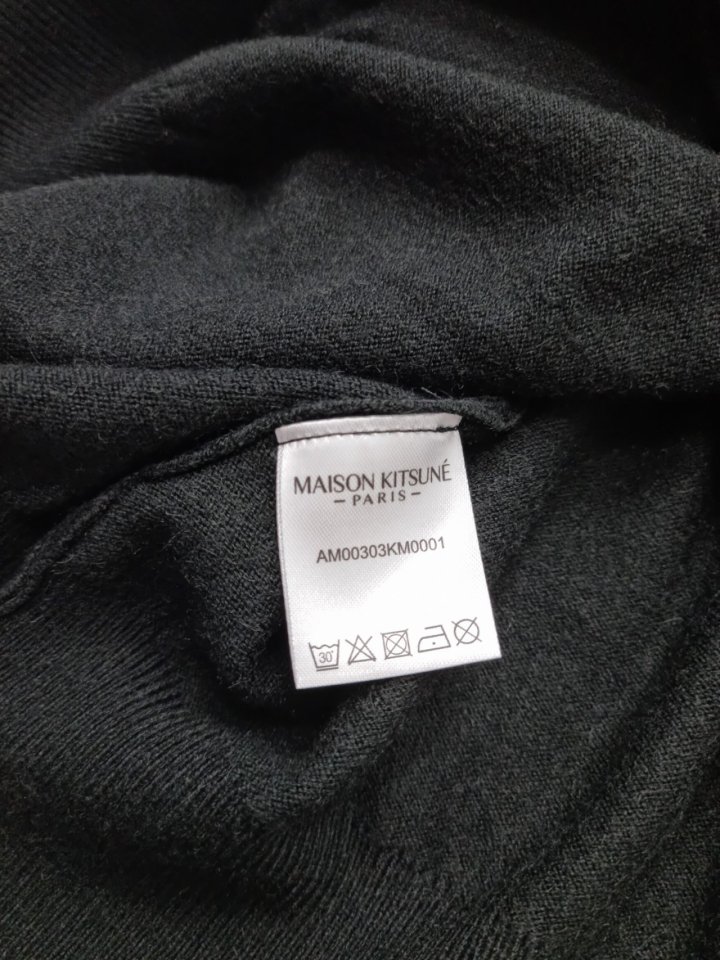 MAISON KITSUNÉ
- PARIS -
AM00303KM0001
30°